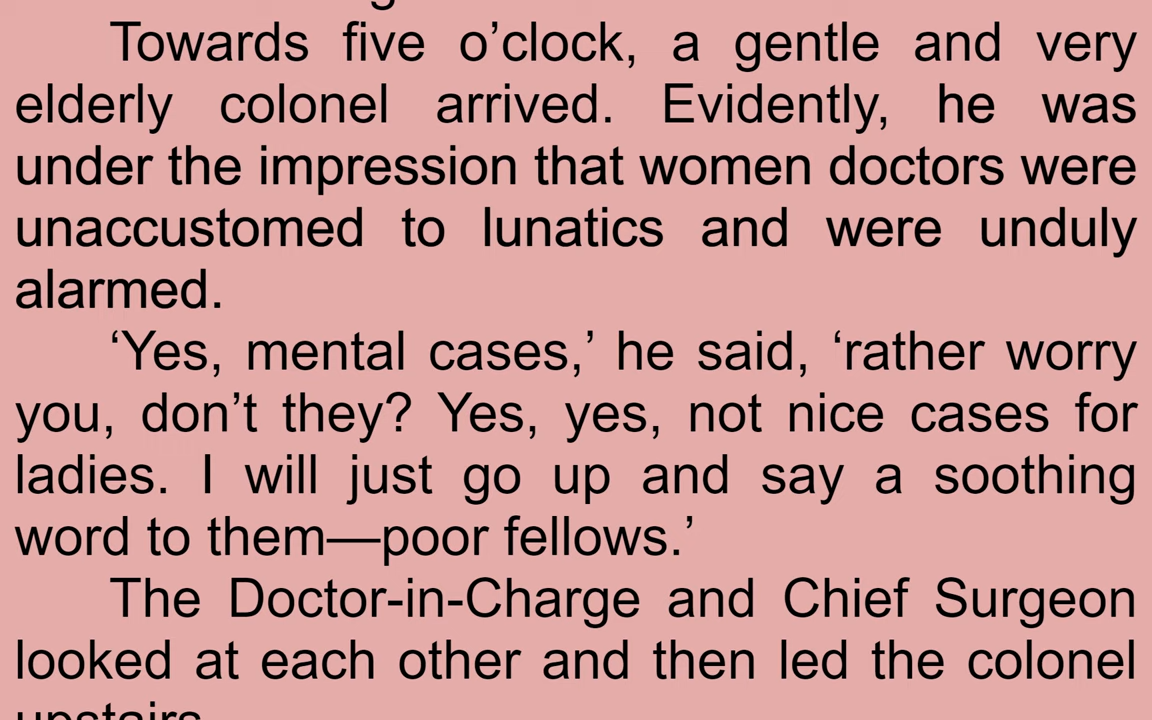 Towards five o’clock, a gentle and very
elderly colonel arrived. Evidently, he was
under the impression that women doctors were
unaccustomed to lunatics and were unduly
alarmed.
‘Yes, mental cases,’ he said, ‘rather worry
you, don’t they? Yes, yes, not nice cases for
ladies. I will just go up and say a soothing
word to them—poor fellows.’
The Doctor-in-Charge and Chief Surgeon
looked at each other and then led the colonel
upstairs.